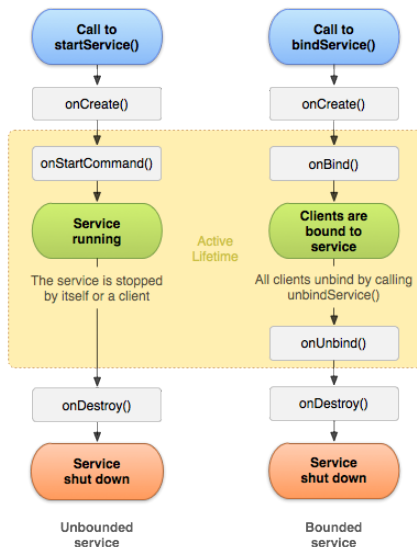 Call to
startService()
onCreate()
onStartCommand()
Service
running
The service is stopped
by itself or a client
onDestroy()
Service
shut down
Unbounded
service
Active
Lifetime
Call to
bindService()
onCreate()
onBind()
Clients are
bound to
service
All clients unbind by calling
unbindService()
onUnbind()
onDestroy()
Service
shut down
Bounded
service